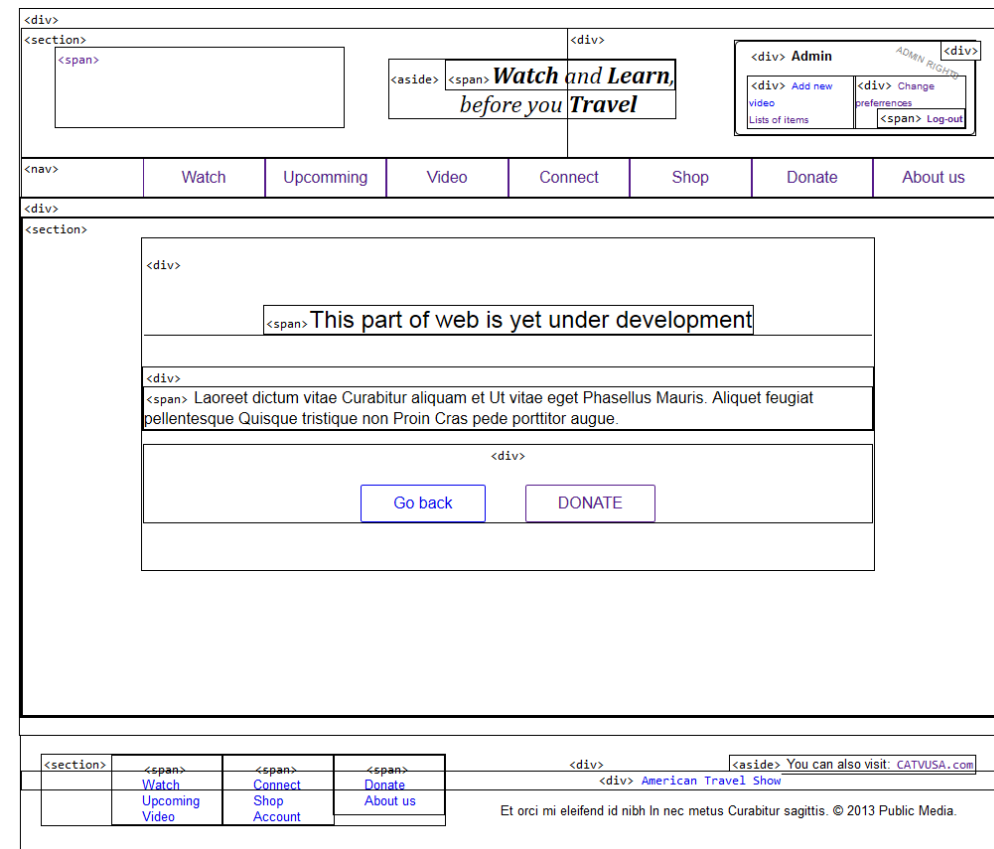 <div>
<section>
<span>
<aside> <span> Watch and Learn,
before you Travel
<div>
<div> Admin
ADMIN RIGHTS
<div>
<div> Add new
video
Lists of items
<div> Change
preferrences
<span> Log-out
<nav> Watch Upcomming Video Connect Shop Donate About us
<div>
<section>
<div>
<span> This part of web is yet under development
<div>
<span> Laoreet dictum vitae Curabitur aliquam et Ut vitae eget Phasellus Mauris. Aliquet feugiat
pellentesque Quisque tristique non Proin Cras pede porttitor augue.
<div>
Go back DONATE
<section>
<span>
Watch
Upcoming
Video
<span>
Connect
Shop
Account
<span>
Donate
About us
<div>
<aside> You can also visit: CATVUSA.com
<div> American Travel Show
Et orci mi eleifend id nibh In nec metus Curabitur sagittis. © 2013 Public Media.